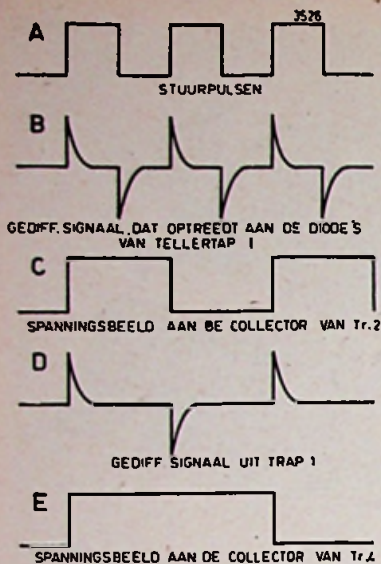 3526
A
STUURPULSEN
B
GEDIFF. SIGNAAL, DAT OPTREEDT AAN DE DIODE'S
VAN TELLERTAP 1
C
SPANNINGSBEELD AAN DE COLLECTOR VAN Tr.2
D
GEDIFF SIGNAAL UIT TRAP 1
E
SPANNINGSBEELD AAN DE COLLECTOR VAN Tr.4